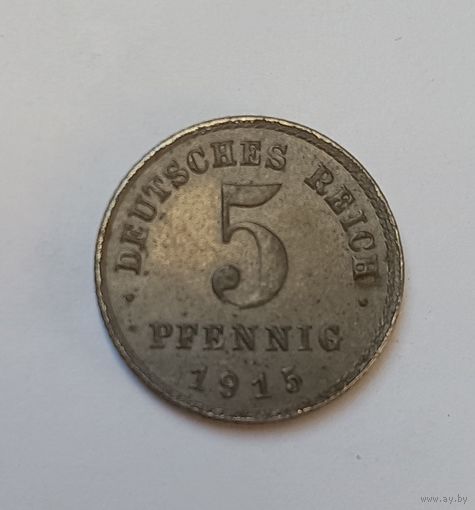 · DEUTSCHES REICH ·
5
PFENNIG
1915
www.ay.by